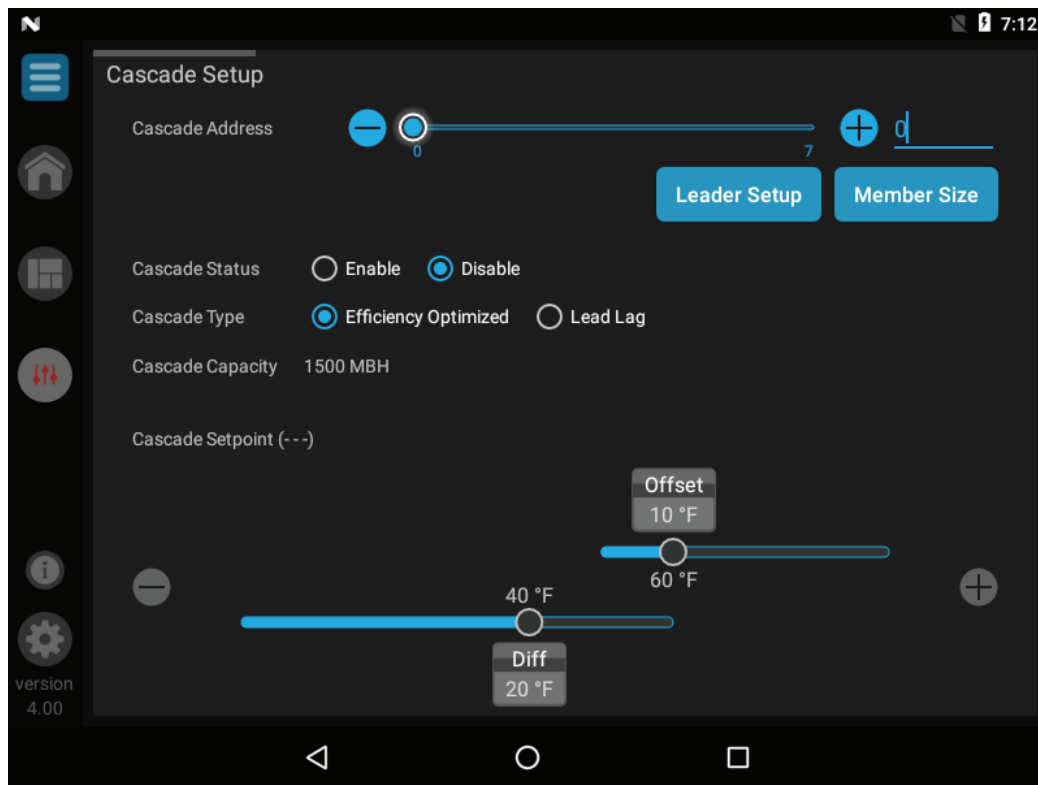 7:12
Cascade Setup
Cascade Address
0
7
0
Leader Setup
Member Size
Cascade Status
Enable
Disable
Cascade Type
Efficiency Optimized
Lead Lag
Cascade Capacity
1500 MBH
Cascade Setpoint (---)
Offset
10 °F
60 °F
40 °F
Diff
20 °F
version
4.00